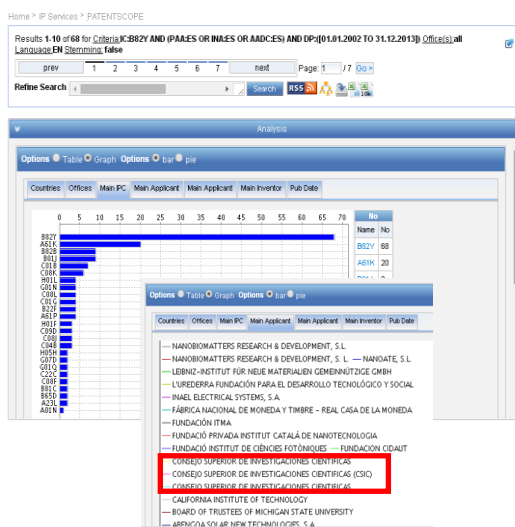 Home > IP Services > PATENTSCOPE
Results 1-10 of 68 for Criteria:IC:B82Y AND (PAA:ES OR INA:ES OR AADC:ES) AND DP:([01.01.2002 TO 31.12.2013]) Office(s):all
Language:EN Stemming: false
prev 1 2 3 4 5 6 7 next Page: 1 / 7 Go >
Refine Search Search RSS 10k
Analysis
Options Table Graph Options bar pie
Countries Offices Main IPC Main Applicant Main Applicant Main Inventor Pub Date
0 5 10 15 20 25 30 35 40 45 50 55 60 65 70
No
Name No
B82Y 68
A61K 20
B82Y
A61K
B82B
B01J
C01B
C08K
H01L
G01N
C08L
C01G
B22F
A61P
H01F
C09D
C08J
C04B
H05H
G07D
G01Q
C22C
C08F
B81C
B65D
A23L
A01N
Options Table Graph Options bar pie
Countries Offices Main IPC Main Applicant Main Applicant Main Inventor Pub Date
NANOBIOMATTERS RESEARCH & DEVELOPMENT, S.L.
NANOBIOMATTERS RESEARCH & DEVELOPMENT, S. L. NANOATE, S.L.
LEIBNIZ-INSTITUT FÜR NEUE MATERIALIEN GEMEINNÜTZIGE GMBH
L'UREDERRA FUNDACIÓN PARA EL DESARROLLO TECNOLÓGICO Y SOCIAL
INAEL ELECTRICAL SYSTEMS, S.A.
FÁBRICA NACIONAL DE MONEDA Y TIMBRE - REAL CASA DE LA MONEDA
FUNDACIÓN ITMA
FUNDACIÓ PRIVADA INSTITUT CATALÀ DE NANOTECNOLOGIA
FUNDACIÓ INSTITUT DE CIÈNCIES FOTÒNIQUES FUNDACION CIDAUT
CONSEJO SUPERIOR DE INVESTIGACIONES CIENTÍFICAS
CONSEJO SUPERIOR DE INVESTIGACIONES CIENTIFICAS (CSIC)
CONSEJO SUPERIOR DE INVESTIGACIONES CIENTIFICAS
CALIFORNIA INSTITUTE OF TECHNOLOGY
BOARD OF TRUSTEES OF MICHIGAN STATE UNIVERSITY
ABENGOA SOLAR NEW TECHNOLOGIES, S.A.